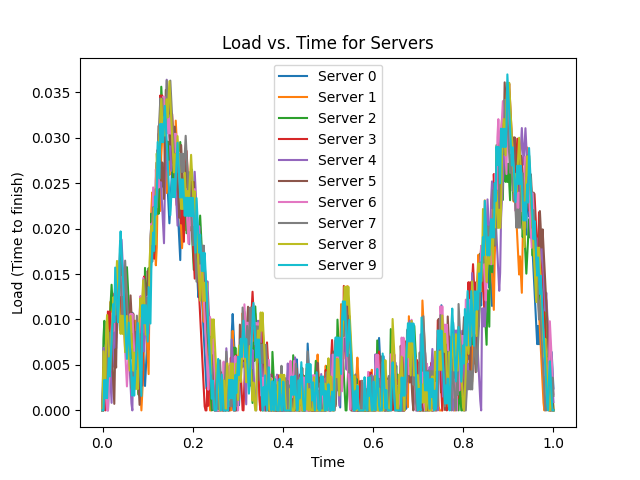 Load vs. Time for Servers
Load (Time to finish)
0.035
0.030
0.025
0.020
0.015
0.010
0.005
0.000
Server 0
Server 1
Server 2
Server 3
Server 4
Server 5
Server 6
Server 7
Server 8
Server 9
0.0 0.2 0.4 0.6 0.8 1.0
Time